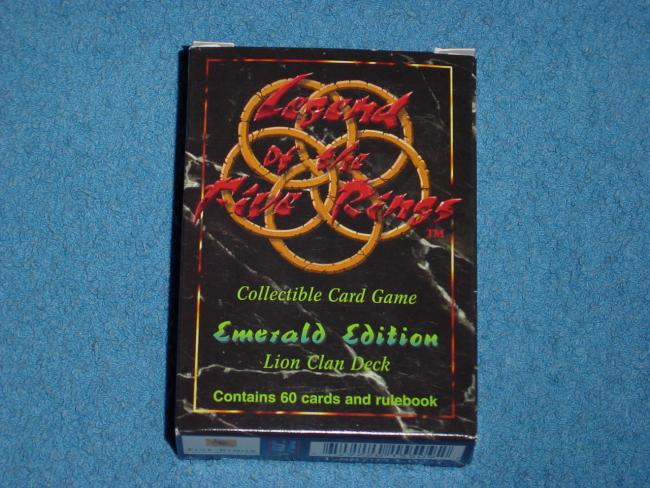 Legend
of the
Five Rings
TM
Collectible Card Game
Emerald Edition
Lion Clan Deck
Contains 60 cards and rulebook